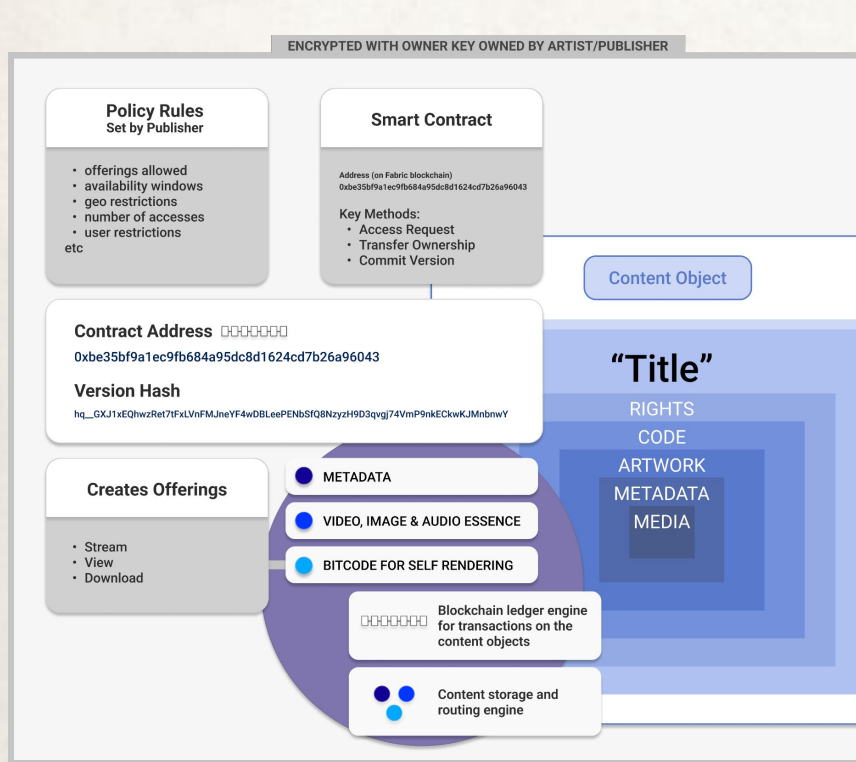 ENCRYPTED WITH OWNER KEY OWNED BY ARTIST/PUBLISHER
Policy Rules
Set by Publisher
• offerings allowed
• availability windows
• geo restrictions
• number of accesses
• user restrictions
etc
Smart Contract
Address (on Fabric blockchain)
0xbe35bf9a1ec9fb684a95dc8d1624cd7b26a96043
Key Methods:
• Access Request
• Transfer Ownership
• Commit Version
Contract Address
0xbe35bf9a1ec9fb684a95dc8d1624cd7b26a96043
Version Hash
hq__GXJ1xEQhwzRet7tFxLVnFMJneYF4wDBLeePENbSfQ8NzyzH9D3qvgj74VmP9nkECkwKJMnbnwY
Creates Offerings
• Stream
• View
• Download
METADATA
VIDEO, IMAGE & AUDIO ESSENCE
BITCODE FOR SELF RENDERING
Blockchain ledger engine
for transactions on the
content objects
Content storage and
routing engine
Content Object
“Title”
RIGHTS
CODE
ARTWORK
METADATA
MEDIA